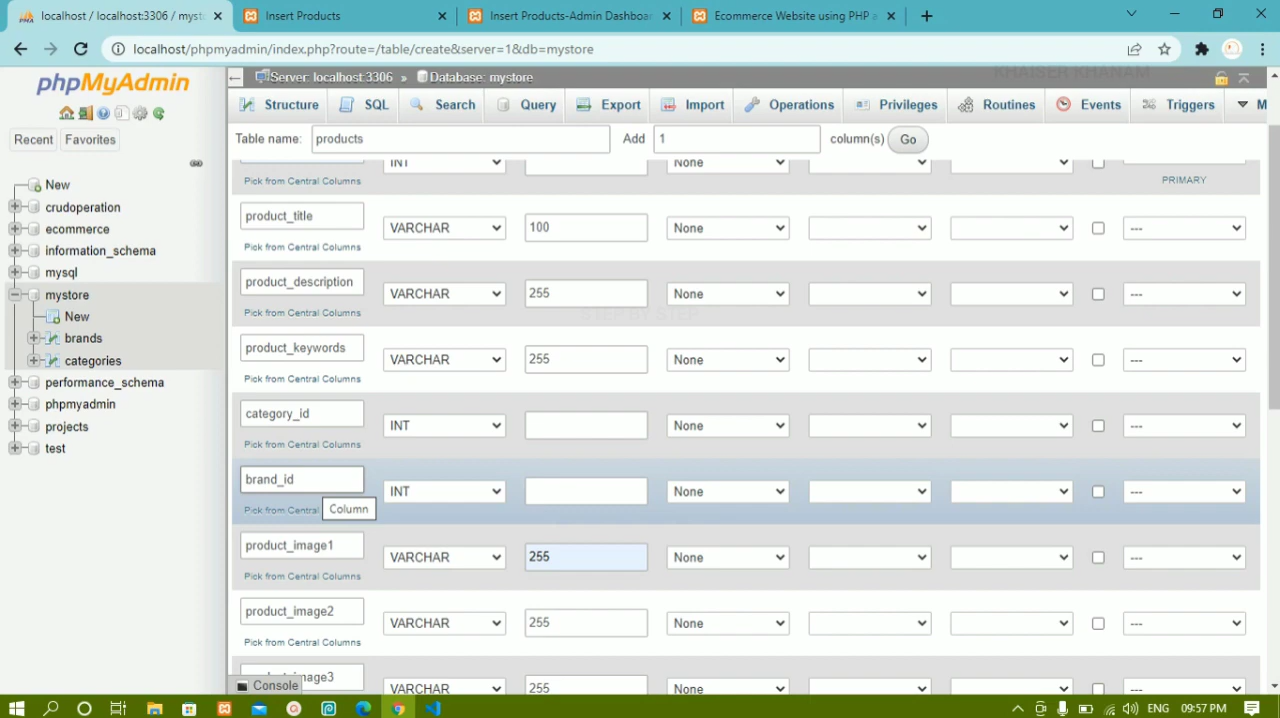 localhost / localhost:3306 / myst
Insert Products
Insert Products-Admin Dashboar
Ecommerce Website using PHP a
localhost/phpmyadmin/index.php?route=/table/create&server=1&db=mystore
phpMyAdmin
Recent
Favorites
New
crudoperation
ecommerce
information_schema
mysql
mystore
New
brands
categories
performance_schema
phpmyadmin
projects
test
Server: localhost:3306 » Database: mystore
KHAISER KHANAM
Structure SQL Search Query Export Import Operations Privileges Routines Events Triggers M
Table name: products Add 1 column(s) Go
INT None
Pick from Central Columns PRIMARY
product_title VARCHAR 100 None ---
Pick from Central Columns
product_description VARCHAR 255 None ---
Pick from Central Columns
STEP BY STEP
product_keywords VARCHAR 255 None ---
Pick from Central Columns
category_id INT None ---
Pick from Central Columns
brand_id INT None ---
Pick from Central
Column
product_image1 VARCHAR 255 None ---
Pick from Central Columns
product_image2 VARCHAR 255 None ---
Pick from Central Columns
image3 VARCHAR 255 None ---
Console
ENG 09:57 PM